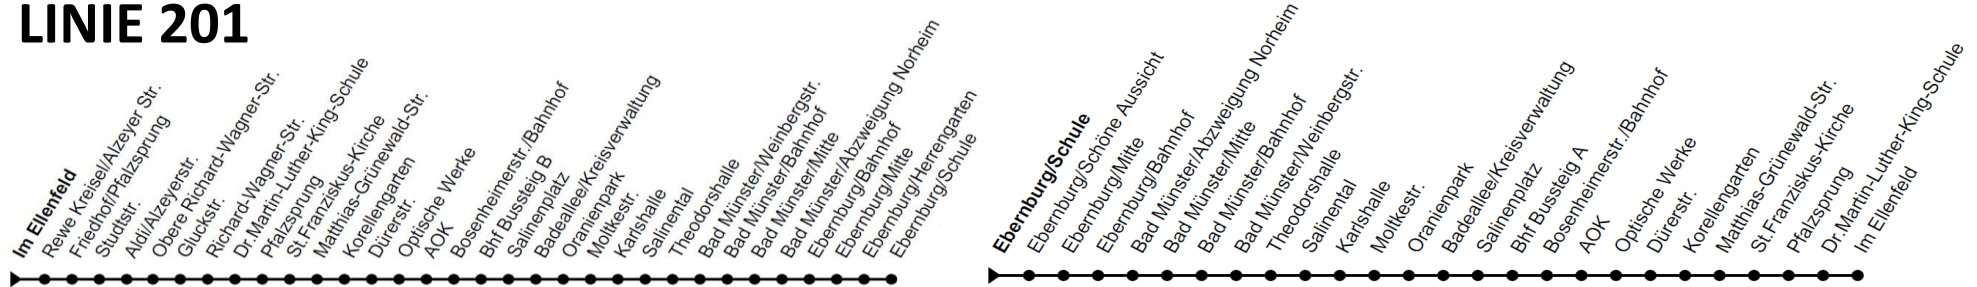 LINIE 201
Im Ellenfeld
Rewe Kreisel/Alzeyer Str.
Friedhof/Pfalzsprung
Studtstr.
Aldi/Alzeyerstr.
Obere Richard-Wagner-Str.
Gluckstr.
Richard-Wagner-Str.
Dr.Martin-Luther-King-Schule
Pfalzsprung
St.Franziskus-Kirche
Matthias-Grünewald-Str.
Korellengarten
Dürerstr.
Optische Werke
AOK
Bosenheimerstr./Bahnhof
Bhf Bussteig B
Salinenplatz
Badeallee/Kreisverwaltung
Oranienpark
Moltkestr.
Karlshalle
Salinental
Theodorshalle
Bad Münster/Weinbergstr.
Bad Münster/Bahnhof
Bad Münster/Mitte
Bad Münster/Abzweigung Norheim
Ebernburg/Bahnhof
Ebernburg/Mitte
Ebernburg/Herrengarten
Ebernburg/Schule
Ebernburg/Schule
Ebernburg/Schöne Aussicht
Ebernburg/Mitte
Ebernburg/Bahnhof
Bad Münster/Abzweigung Norheim
Bad Münster/Mitte
Bad Münster/Bahnhof
Bad Münster/Weinbergstr.
Theodorshalle
Salinental
Karlshalle
Moltkestr.
Oranienpark
Badeallee/Kreisverwaltung
Salinenplatz
Bhf Bussteig A
Bosenheimerstr./Bahnhof
AOK
Optische Werke
Dürerstr.
Korellengarten
Matthias-Grünewald-Str.
St.Franziskus-Kirche
Pfalzsprung
Dr.Martin-Luther-King-Schule
Im Ellenfeld